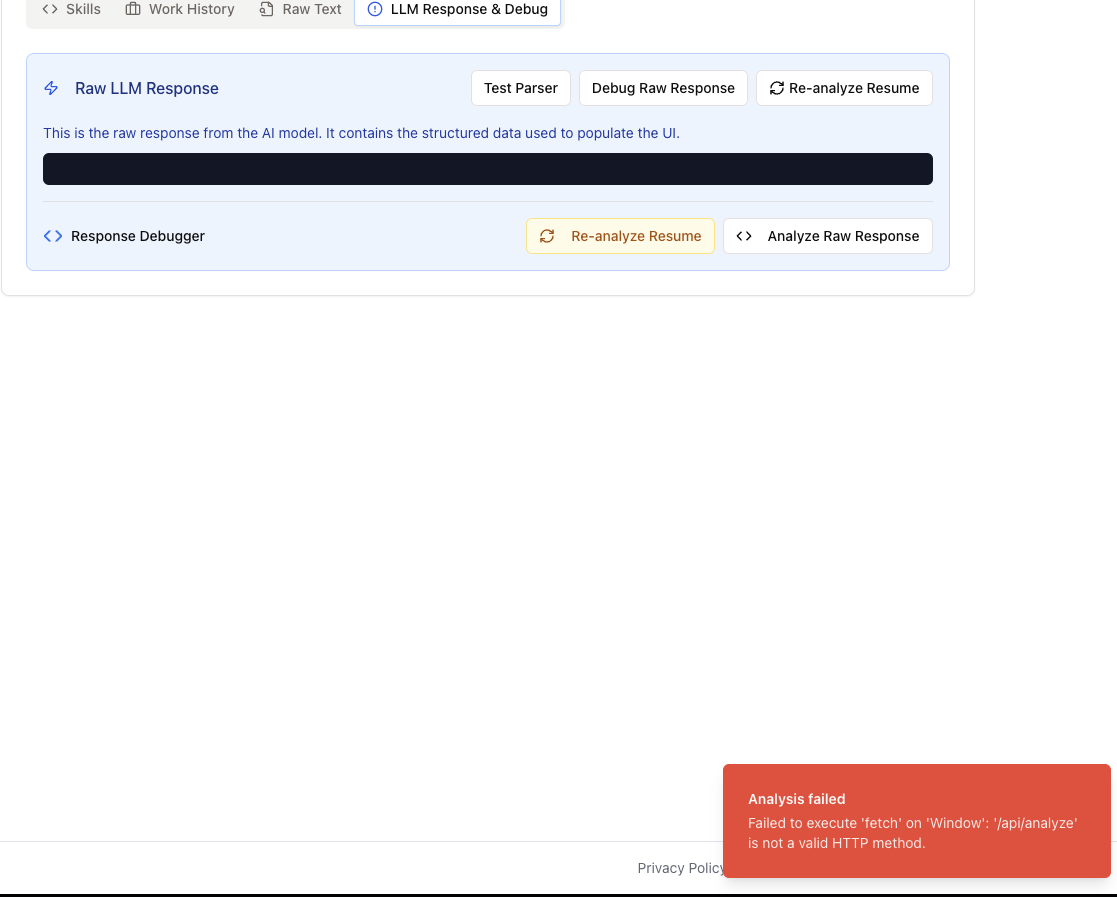 Skills Work History Raw Text LLM Response & Debug
Raw LLM Response Test Parser Debug Raw Response Re-analyze Resume
This is the raw response from the AI model. It contains the structured data used to populate the UI.
Response Debugger Re-analyze Resume Analyze Raw Response
Analysis failed
Failed to execute 'fetch' on 'Window': '/api/analyze'
is not a valid HTTP method.
Privacy Policy